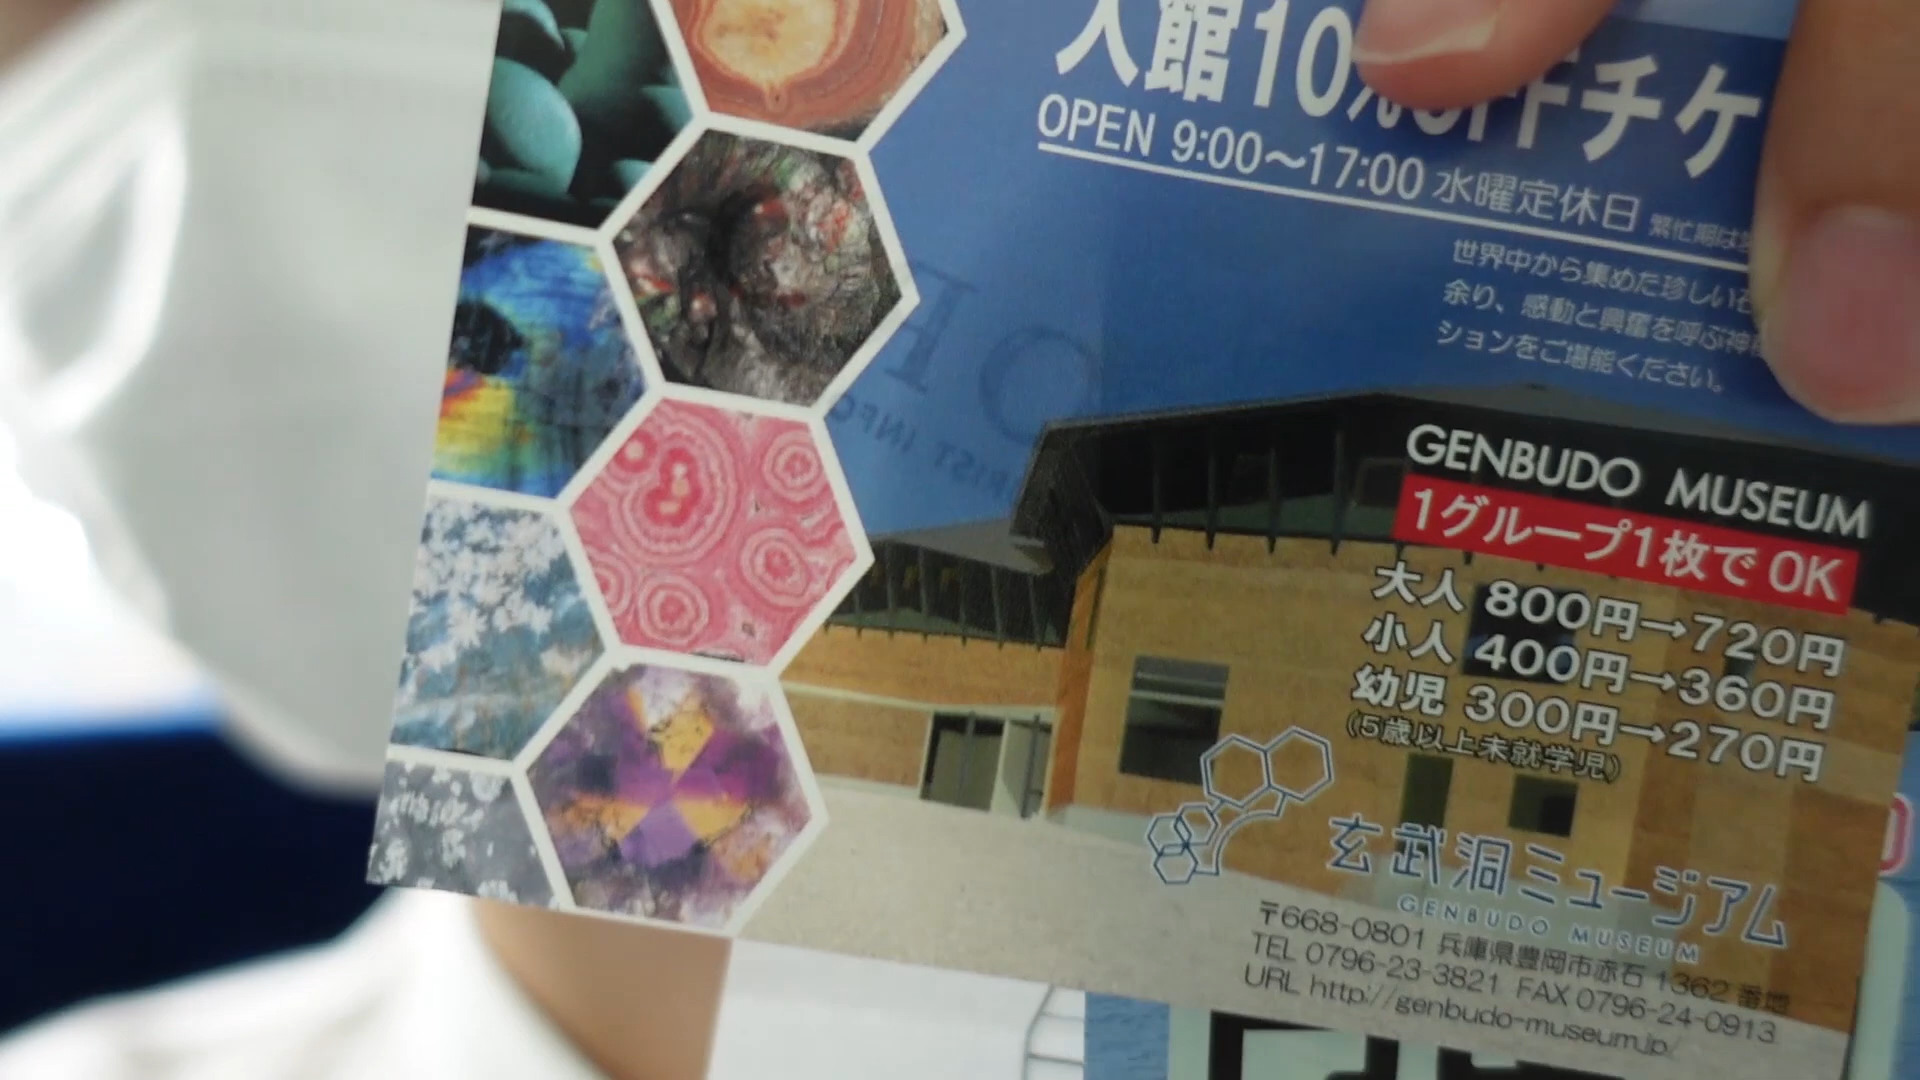 入館10%OFFチケ
OPEN 9:00～17:00 水曜定休日 繁忙期は
世界中から集めた珍しい
余り、感動と興奮を呼ぶ神
ションをご堪能ください。
GENBUDO MUSEUM
1グループ1枚でOK
大人 800円→720円
小人 400円→360円
幼児 300円→270円
(5歳以上未就学児)
玄武洞ミュージアム
GENBUDO MUSEUM
〒668-0801 兵庫県豊岡市赤石1362番地
TEL 0796-23-3821 FAX 0796-24-0913
URL http://genbudo-museum.jp/